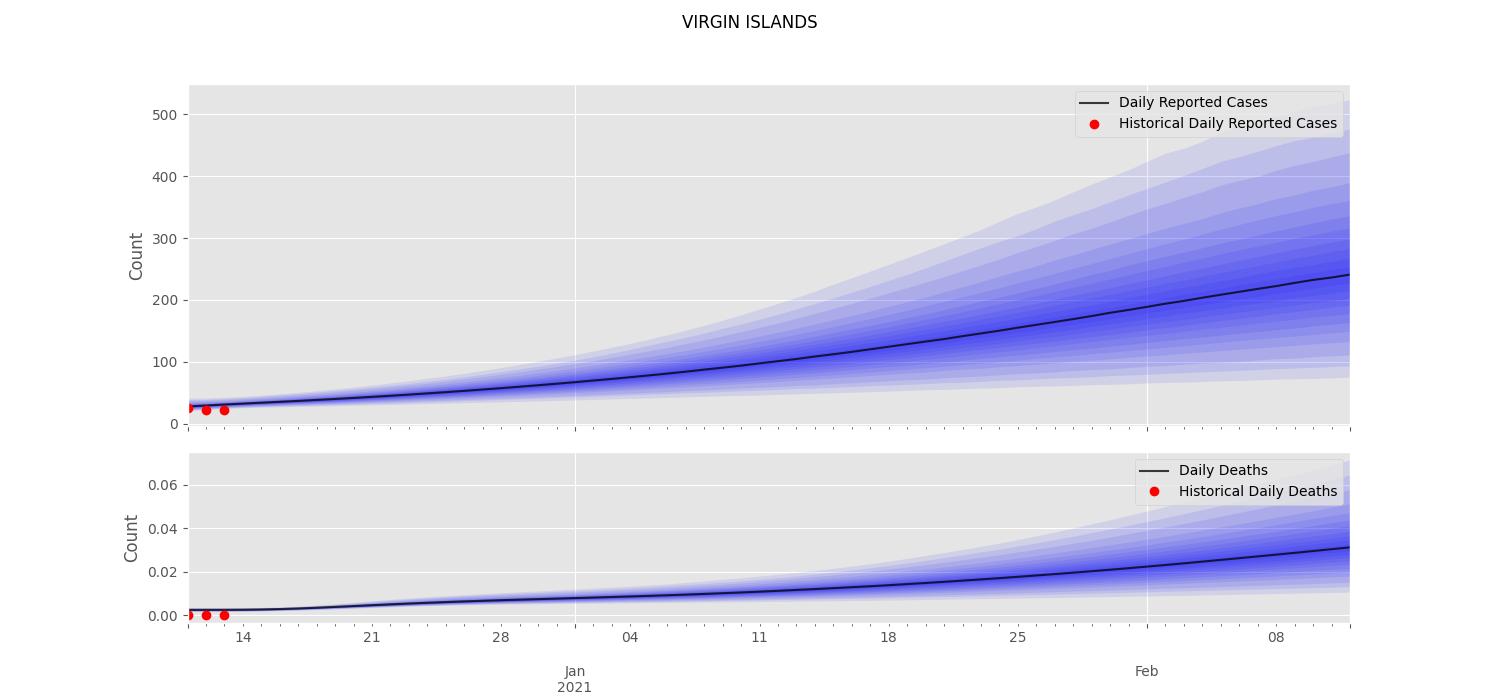 VIRGIN ISLANDS
Daily Reported Cases
Historical Daily Reported Cases
Count
500
400
300
200
100
0
Daily Deaths
Historical Daily Deaths
Count
0.06
0.04
0.02
0.00
14 21 28 04 11 18 25 08
Jan Feb
2021